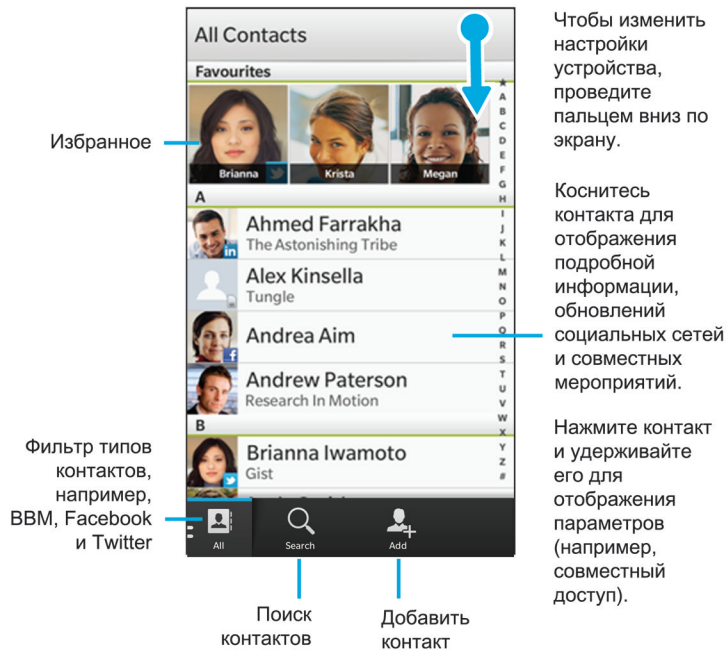 All Contacts
Favourites
Brianna
Krista
Megan
A
Ahmed Farrakha
The Astonishing Tribe
Alex Kinsella
Tungle
Andrea Aim
Andrew Paterson
Research In Motion
B
Brianna Iwamoto
Gist
All
Search
Add
★
A
B
C
D
E
F
G
H
I
J
K
L
M
N
O
P
Q
R
S
T
U
V
W
X
Y
Z
#
Избранное
Фильтр типов
контактов,
например,
BBM, Facebook
и Twitter
Поиск
контактов
Добавить
контакт
Чтобы изменить
настройки
устройства,
проведите
пальцем вниз по
экрану.
Коснитесь
контакта для
отображения
подробной
информации,
обновлений
социальных сетей
и совместных
мероприятий.
Нажмите контакт
и удерживайте
его для
отображения
параметров
(например,
совместный
доступ).